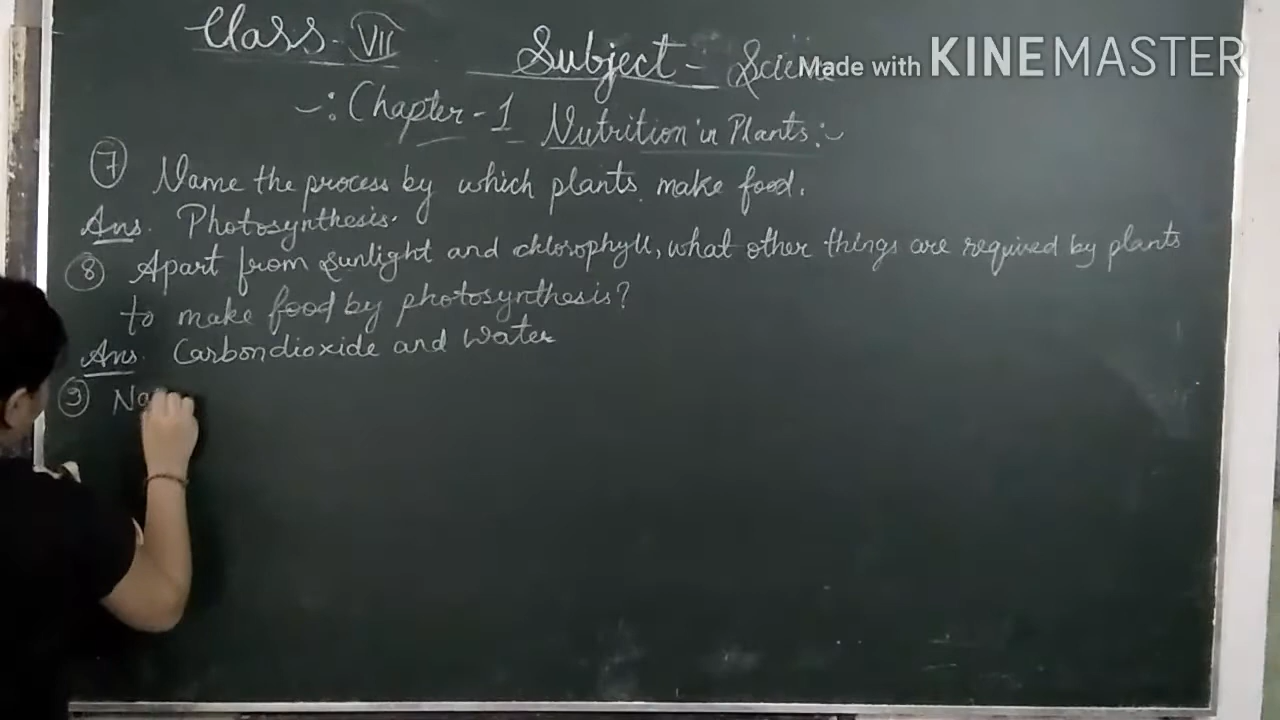 Class - VII
Subject - Science
Made with KINEMASTER
~: Chapter - 1 Nutrition in Plants :~
7 Name the process by which plants make food.
Ans. Photosynthesis.
8 Apart from sunlight and chlorophyll, what other things are required by plants
to make food by photosynthesis?
Ans. Carbondioxide and water
9 Na